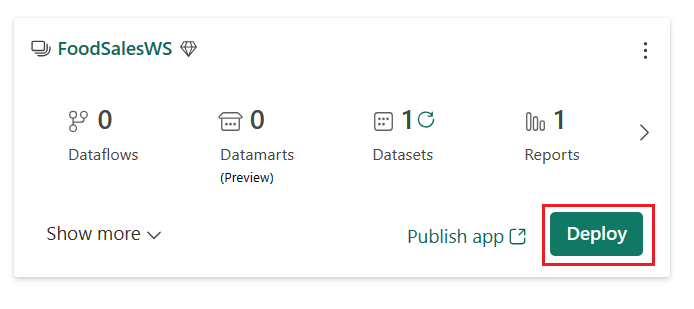 FoodSalesWS
0 0 1 1
Dataflows Datamarts Datasets Reports
(Preview)
Show more Publish app Deploy